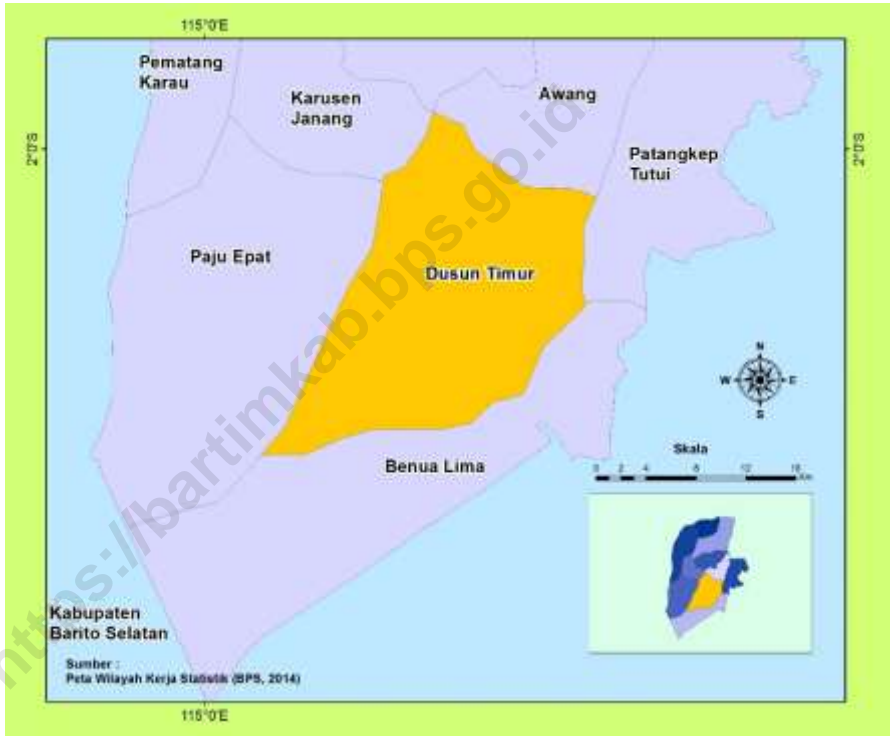 115°0'E
Pematang
Karau
Karusen
Janang
Awang
2°0'S
2°0'S
Patangkep
Tutui
Paju Epat
Dusun Timur
N
W
E
S
Skala
0 2 4 8 12 16
Km
Benua Lima
Kabupaten
Barito Selatan
Sumber :
Peta Wilayah Kerja Statistik (BPS, 2014)
115°0'E
https://bartimkab.bps.go.id